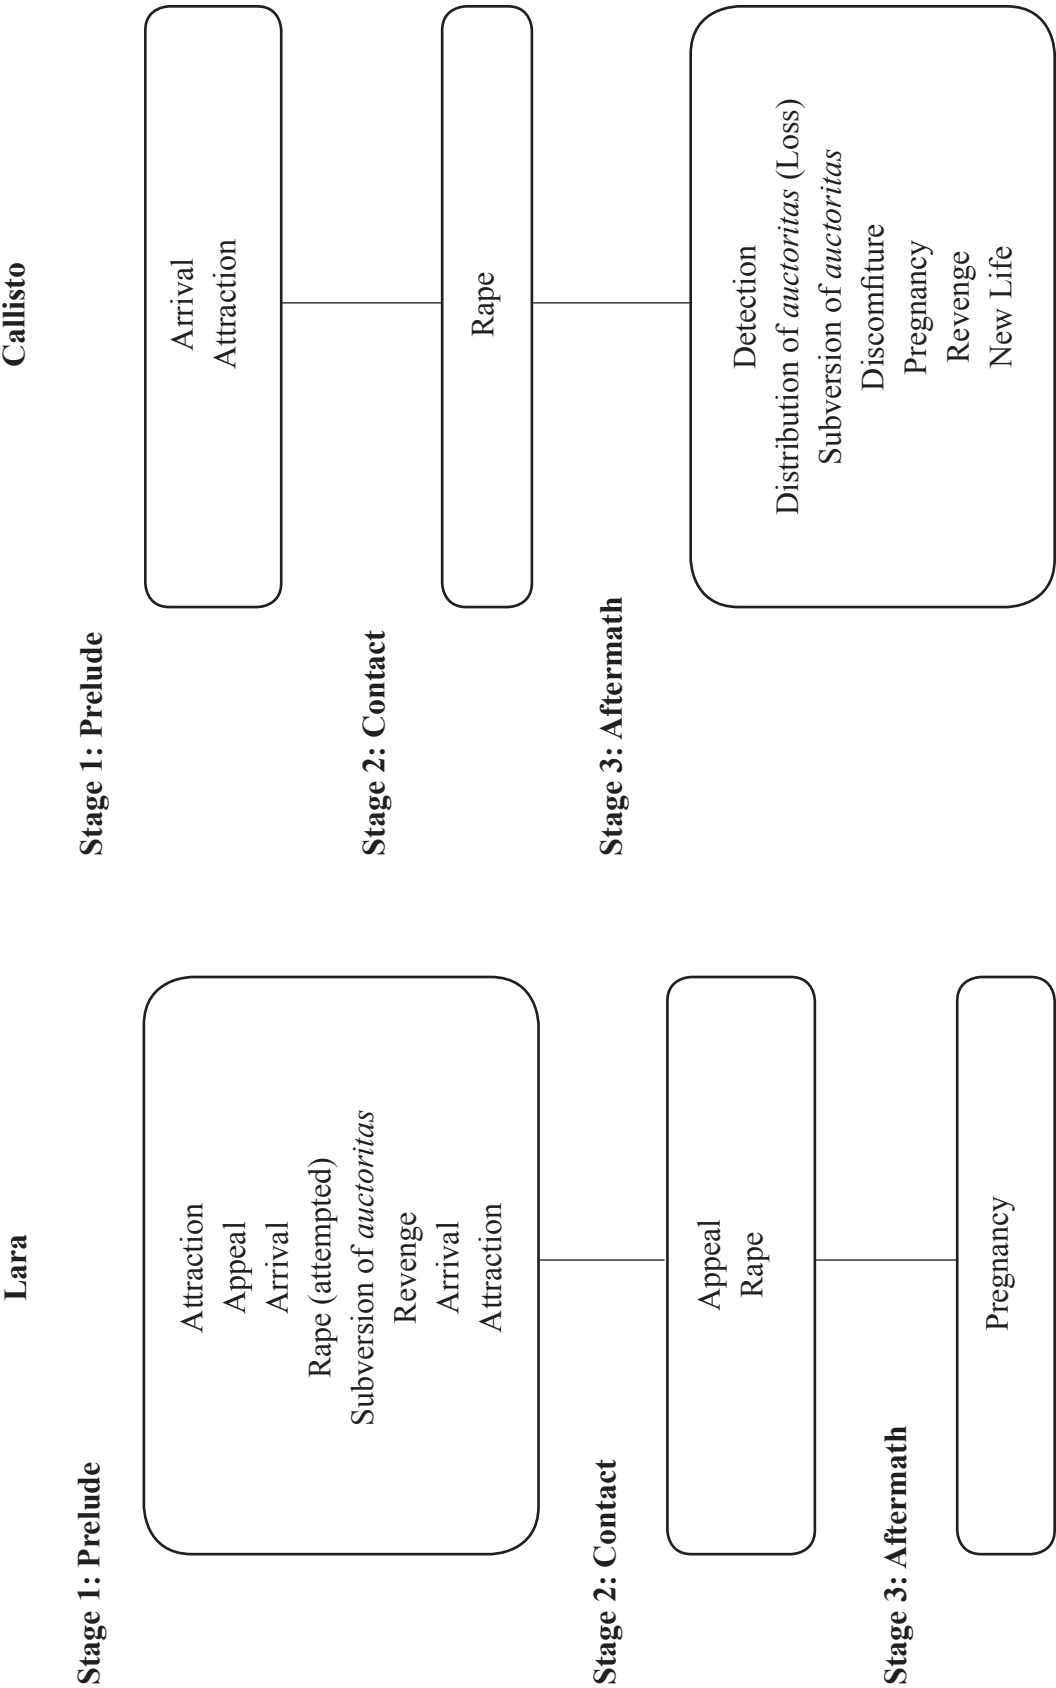 Lara
Stage 1: Prelude
Attraction
Appeal
Arrival
Rape (attempted)
Subversion of auctoritas
Revenge
Arrival
Attraction
Stage 2: Contact
Appeal
Rape
Stage 3: Aftermath
Pregnancy
Callisto
Stage 1: Prelude
Arrival
Attraction
Stage 2: Contact
Rape
Stage 3: Aftermath
Detection
Distribution of auctoritas (Loss)
Subversion of auctoritas
Discomfiture
Pregnancy
Revenge
New Life